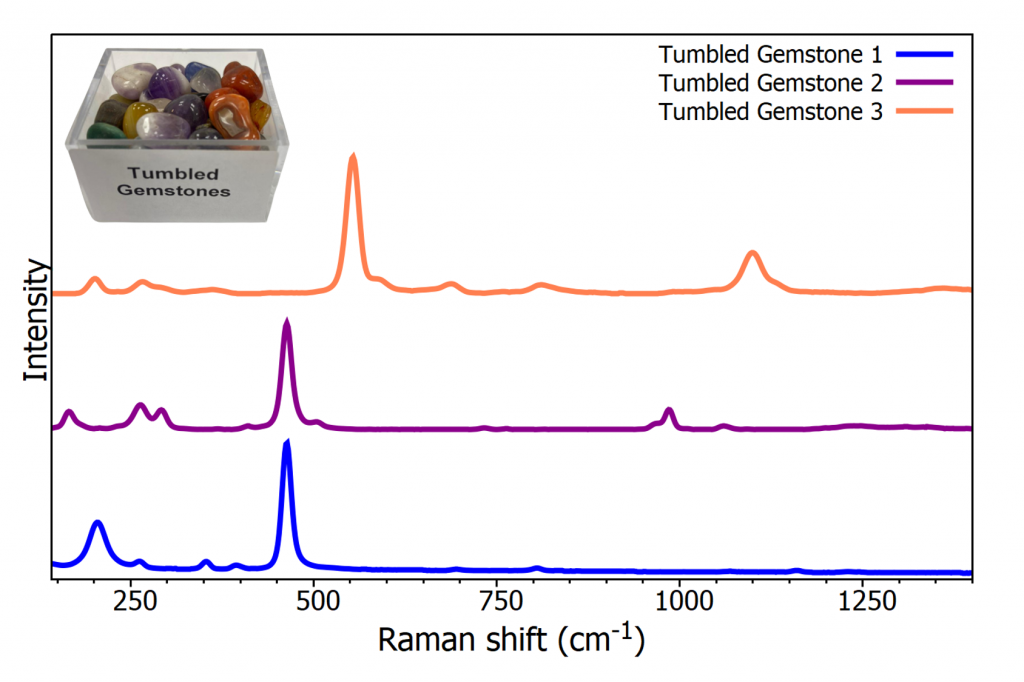 Tumbled Gemstone 1
Tumbled Gemstone 2
Tumbled Gemstone 3
Tumbled
Gemstones
Intensity
250 500 750 1000 1250
Raman shift (cm⁻¹)